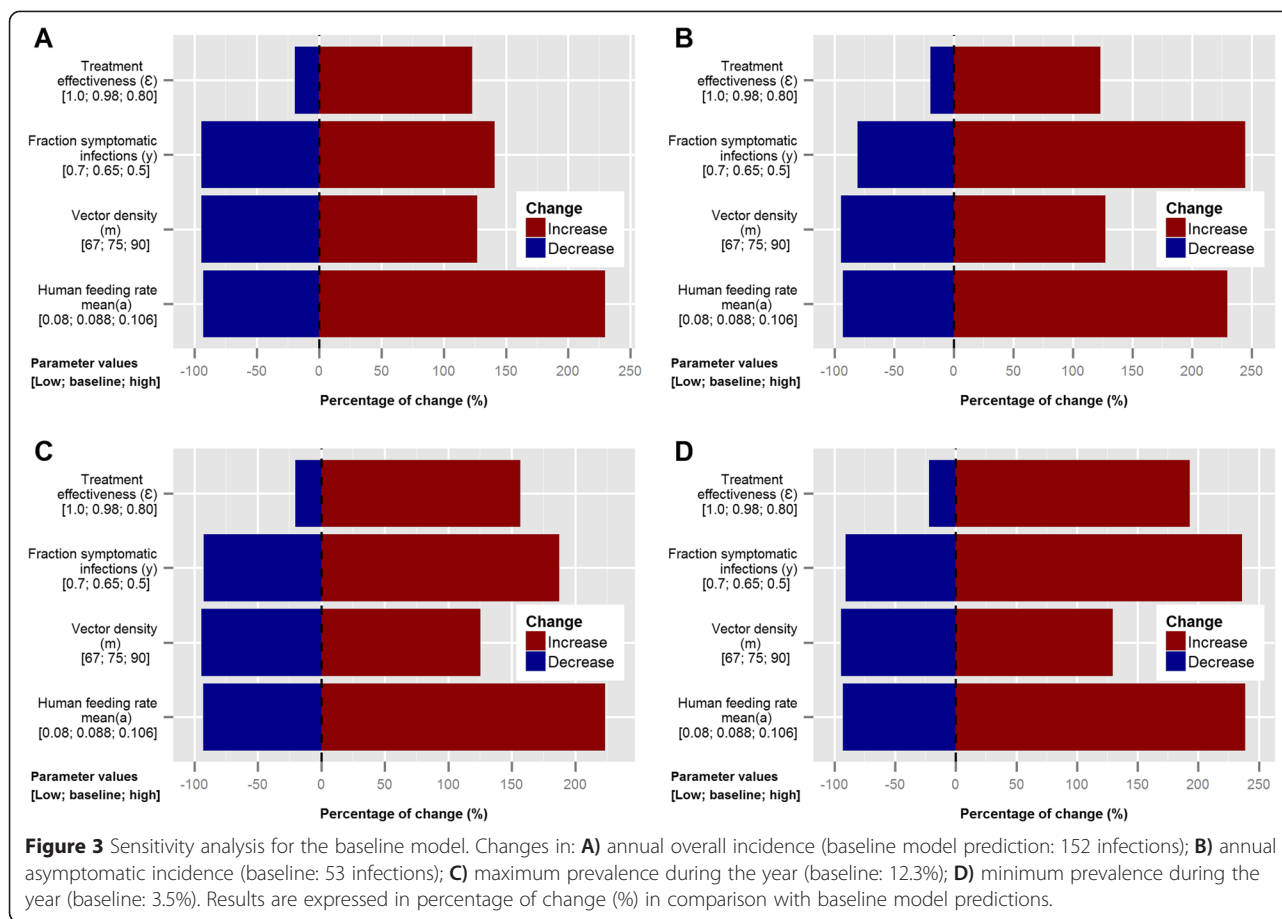 A
Treatment
effectiveness (ℰ)
[1.0; 0.98; 0.80]
Fraction symptomatic
infections (y)
[0.7; 0.65; 0.5]
Vector density
(m)
[67; 75; 90]
Human feeding rate
mean(a)
[0.08; 0.088; 0.106]
Change
Increase
Decrease
Parameter values
[Low; baseline; high]
-100 -50 0 50 100 150 200 250
Percentage of change (%)
B
Treatment
effectiveness (ℰ)
[1.0; 0.98; 0.80]
Fraction symptomatic
infections (y)
[0.7; 0.65; 0.5]
Vector density
(m)
[67; 75; 90]
Human feeding rate
mean(a)
[0.08; 0.088; 0.106]
Change
Increase
Decrease
Parameter values
[Low; baseline; high]
-100 -50 0 50 100 150 200 250
Percentage of change (%)
C
Treatment
effectiveness (ℰ)
[1.0; 0.98; 0.80]
Fraction symptomatic
infections (y)
[0.7; 0.65; 0.5]
Vector density
(m)
[67; 75; 90]
Human feeding rate
mean(a)
[0.08; 0.088; 0.106]
Change
Increase
Decrease
Parameter values
[Low; baseline; high]
-100 -50 0 50 100 150 200
Percentage of change (%)
D
Treatment
effectiveness (ℰ)
[1.0; 0.98; 0.80]
Fraction symptomatic
infections (y)
[0.7; 0.65; 0.5]
Vector density
(m)
[67; 75; 90]
Human feeding rate
mean(a)
[0.08; 0.088; 0.106]
Change
Increase
Decrease
Parameter values
[Low; baseline; high]
-100 -50 0 50 100 150 200
Percentage of change (%)
Figure 3 Sensitivity analysis for the baseline model. Changes in: A) annual overall incidence (baseline model prediction: 152 infections); B) annual
asymptomatic incidence (baseline: 53 infections); C) maximum prevalence during the year (baseline: 12.3%); D) minimum prevalence during the
year (baseline: 3.5%). Results are expressed in percentage of change (%) in comparison with baseline model predictions.